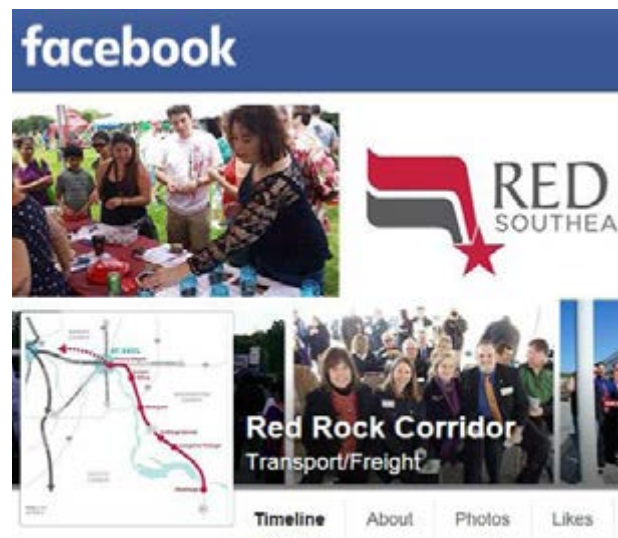 facebook
RED
SOUTHEA
ST. PAUL
Red Rock Corridor
Transport/Freight
Timeline About Photos Likes